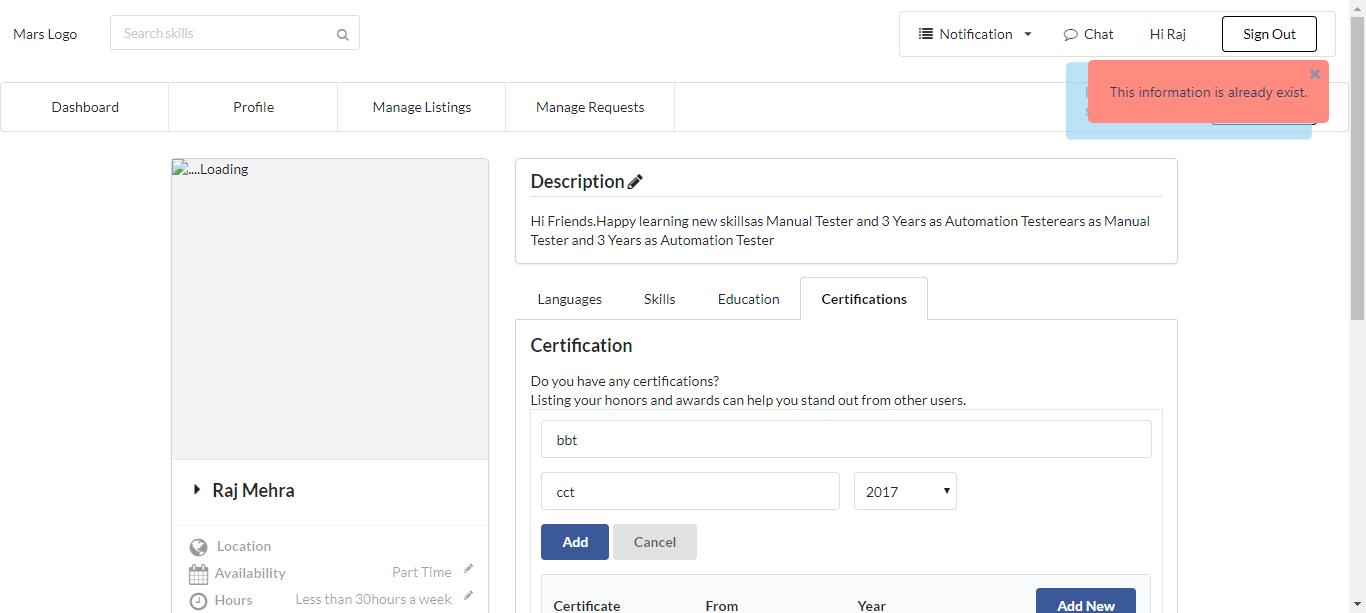 Mars Logo
Search skills
Notification
Chat
Hi Raj
Sign Out
This information is already exist.
Dashboard
Profile
Manage Listings
Manage Requests
....Loading
Description
Hi Friends.Happy learning new skillsas Manual Tester and 3 Years as Automation Testerears as Manual
Tester and 3 Years as Automation Tester
Languages
Skills
Education
Certifications
Certification
Do you have any certifications?
Listing your honors and awards can help you stand out from other users.
bbt
cct
2017
Add
Cancel
Certificate
From
Year
Add New
Raj Mehra
Location
Availability
Part Time
Hours
Less than 30hours a week